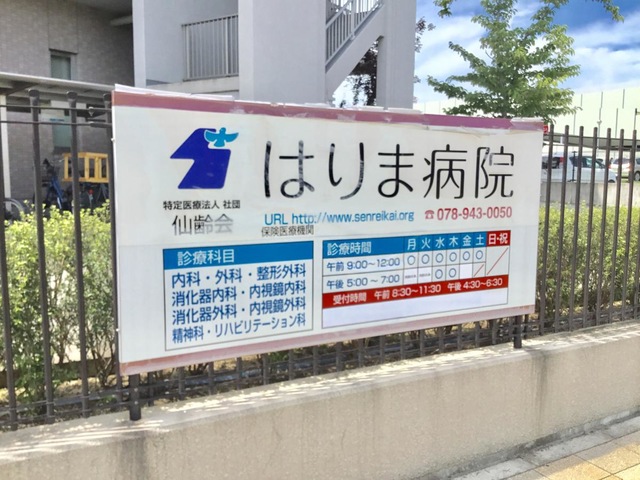 はりま病院
特定医療法人 社団
仙齢会
URL http://www.senreikai.org ☎078-943-0050
保険医療機関
診療科目
内科・外科・整形外科
消化器内科・内視鏡内科
消化器外科・内視鏡外科
精神科・リハビリテーション科
診療時間 月 火 水 木 金 土 日・祝
午前 9:00～12:00
午後 5:00～7:00
受付時間 午前 8:30～11:30 午後 4:30～6:30